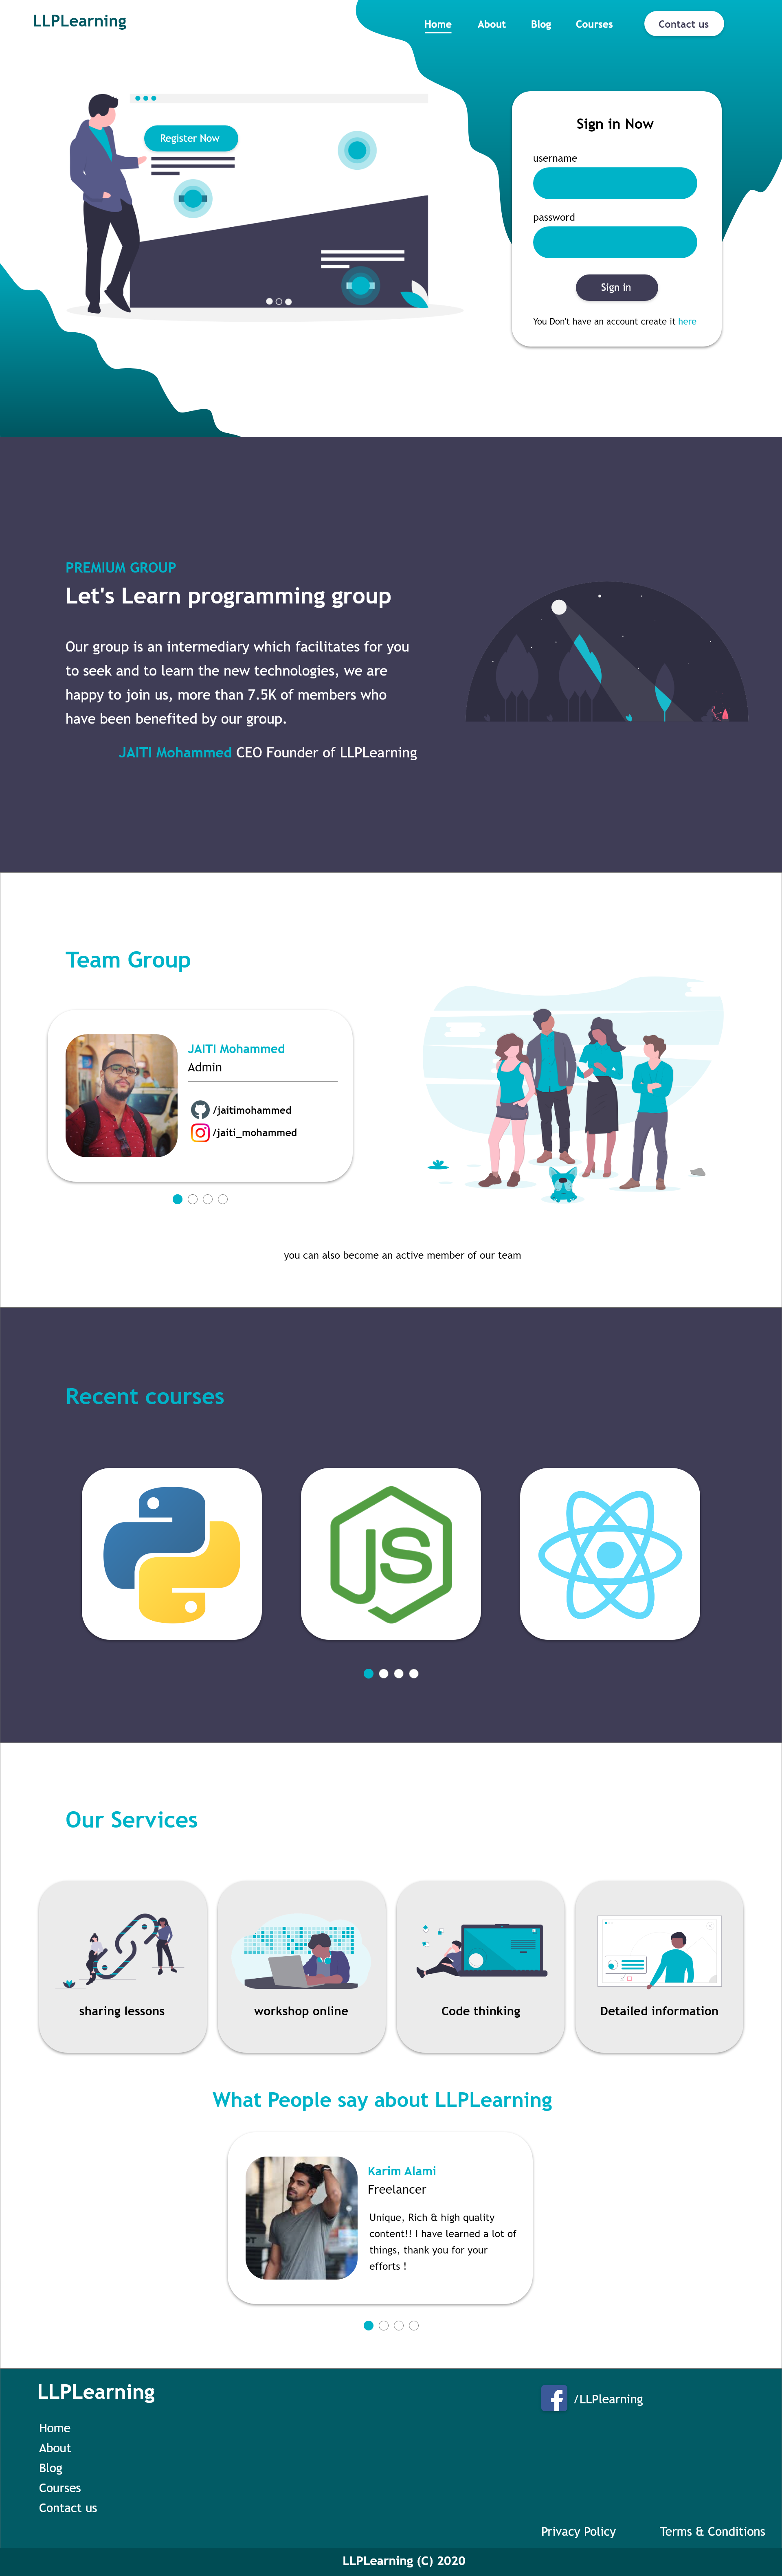 LLPLearning
Home
About
Blog
Courses
Contact us
Register Now
Sign in Now
username
password
Sign in
You Don't have an account create it here
PREMIUM GROUP
Let's Learn programming group
Our group is an intermediary which facilitates for you
to seek and to learn the new technologies, we are
happy to join us, more than 7.5K of members who
have been benefited by our group.
JAITI Mohammed CEO Founder of LLPLearning
Team Group
JAITI Mohammed
Admin
/jaitimohammed
/jaiti_mohammed
you can also become an active member of our team
Recent courses
JS
Our Services
sharing lessons
workshop online
Code thinking
Detailed information
What People say about LLPLearning
Karim Alami
Freelancer
Unique, Rich & high quality
content!! I have learned a lot of
things, thank you for your
efforts !
LLPLearning
Home
About
Blog
Courses
Contact us
/LLPlearning
Privacy Policy
Terms & Conditions
LLPLearning (C) 2020